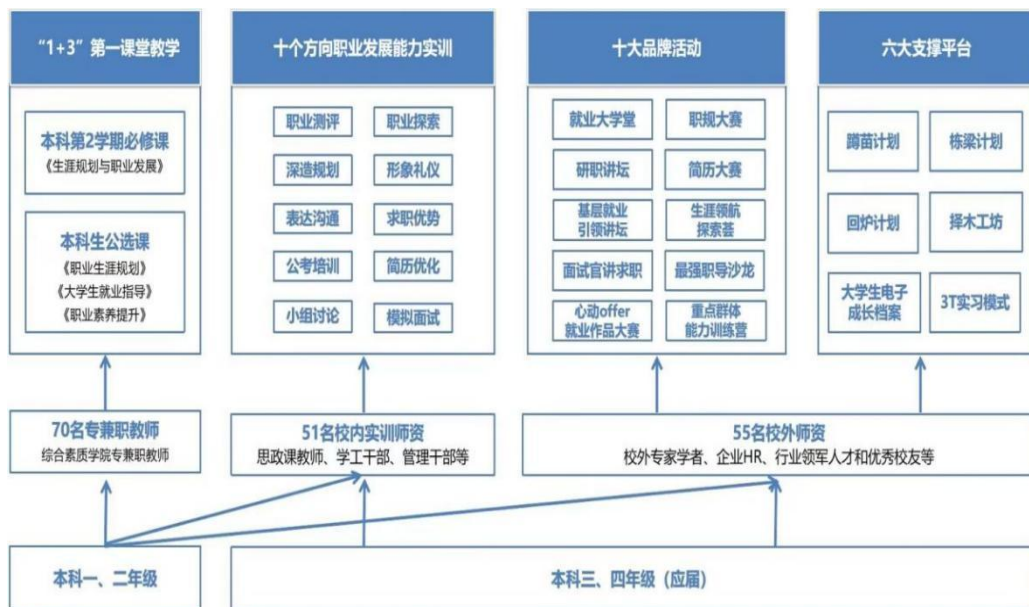 “1+3”第一课堂教学
本科第2学期必修课
《生涯规划与职业发展》
本科生公选课
《职业生涯规划》
《大学生就业指导》
《职业素养提升》
十个方向职业发展能力实训
职业测评
职业探索
深造规划
形象礼仪
表达沟通
求职优势
公考培训
简历优化
小组讨论
模拟面试
十大品牌活动
就业大学堂
职规大赛
研职讲坛
简历大赛
基层就业
引领讲坛
生涯领航
探索荟
面试官讲求职
最强职导沙龙
心动offer
就业作品大赛
重点群体
能力训练营
六大支撑平台
蹲苗计划
栋梁计划
回炉计划
择木工坊
大学生电子
成长档案
3T实习模式
70名专兼职教师
综合素质学院专兼职教师
51名校内实训师资
思政课教师、学工干部、管理干部等
55名校外师资
校外专家学者、企业HR、行业领军人才和优秀校友等
本科一、二年级
本科三、四年级（应届）